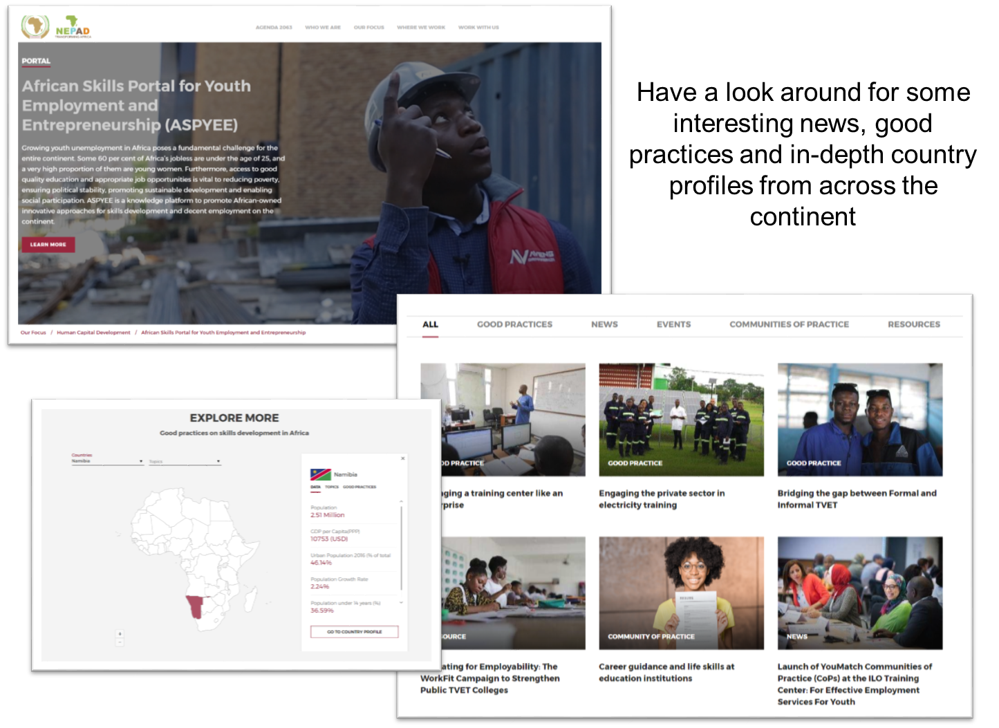 NEPAD
TRANSFORMING AFRICA
AGENDA 2063 WHO WE ARE OUR FOCUS WHERE WE WORK WORK WITH US
PORTAL
African Skills Portal for Youth
Employment and
Entrepreneurship (ASPYEE)
Growing youth unemployment in Africa poses a fundamental challenge for the
entire continent. Some 60 per cent of Africa's jobless are under the age of 25, and
a very high proportion of them are young women. Furthermore, access to good
quality education and appropriate job opportunities is vital to reducing poverty,
ensuring political stability, promoting sustainable development and enabling
social participation. ASPYEE is a knowledge platform to promote African-owned
innovative approaches for skills development and decent employment on the
continent.
LEARN MORE
Our Focus / Human Capital Development / African Skills Portal for Youth Employment and Entrepreneurship
Have a look around for some
interesting news, good
practices and in-depth country
profiles from across the
continent
ALL GOOD PRACTICES NEWS EVENTS COMMUNITIES OF PRACTICE RESOURCES
OD PRACTICE
GOOD PRACTICE
GOOD PRACTICE
ging a training center like an
rprise
Engaging the private sector in
electricity training
Bridging the gap between Formal and
Informal TVET
RESUME
OURCE
COMMUNITY OF PRACTICE
NEWS
ating for Employability: The
WorkFit Campaign to Strengthen
Public TVET Colleges
Career guidance and life skills at
education institutions
Launch of YouMatch Communities of
Practice (CoPs) at the ILO Training
Center: For Effective Employment
Services For Youth
EXPLORE MORE
Good practices on skills development in Africa
Countries
Namibia
Topics
Namibia
DATA TOPICS GOOD PRACTICES
Population
2.51 Million
GDP per Capita(PPP)
10753 (USD)
Urban Population 2016 (% of total
46.14%
Population Growth Rate
2.24%
Population under 14 years (%)
36.59%
GO TO COUNTRY PROFILE